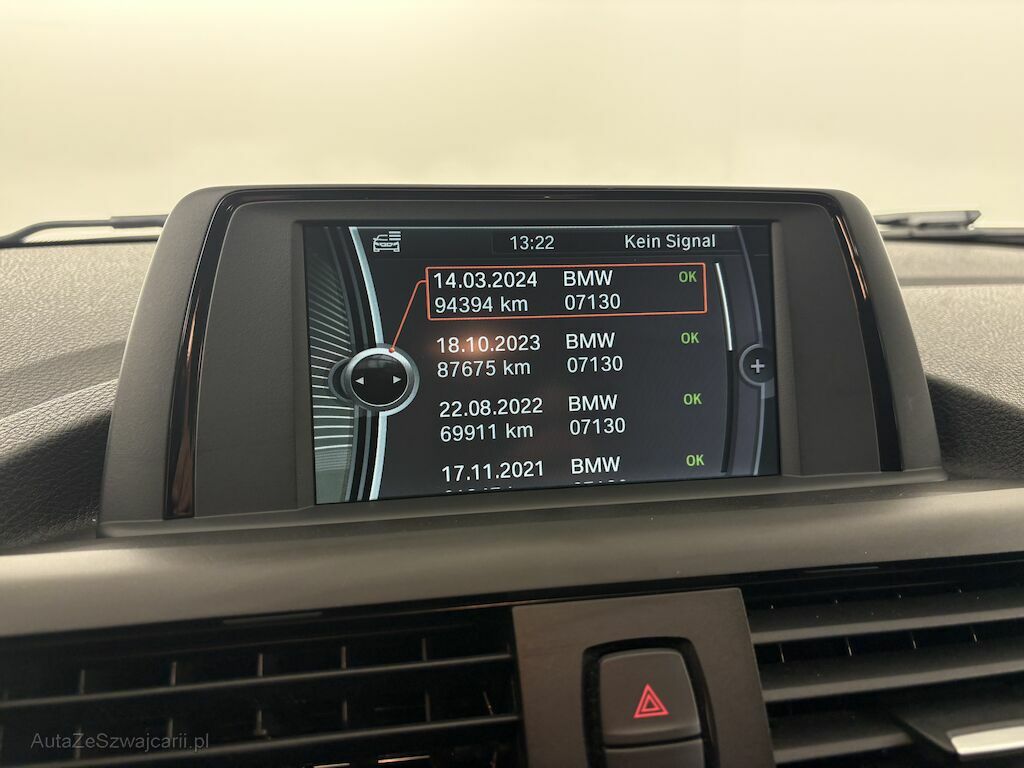 13:22 Kein Signal
14.03.2024 BMW OK
94394 km 07130
18.10.2023 BMW OK
87675 km 07130
22.08.2022 BMW OK
69911 km 07130
17.11.2021 BMW OK
AutaZeSzwajcarii.pl